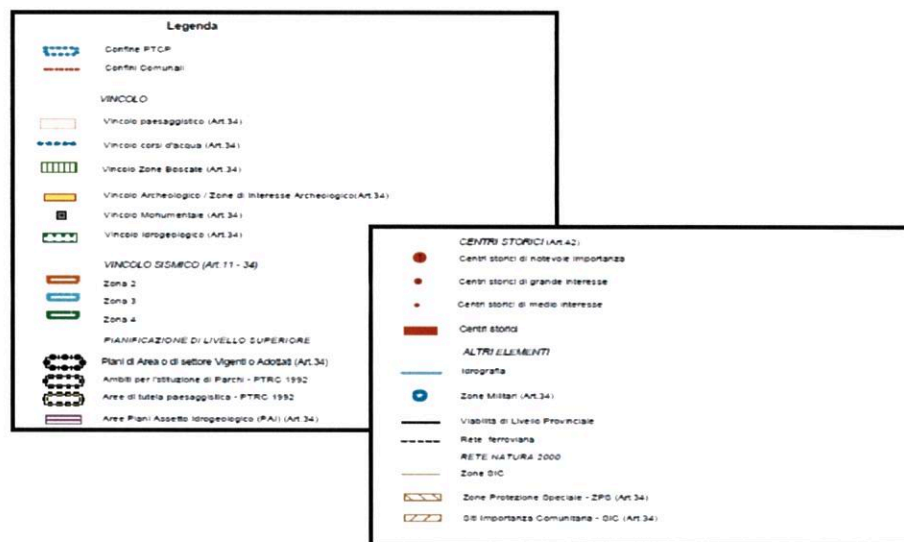 Legenda
Confine PTCP
Confini Comunali
VINCOLO
Vincolo paesaggistico (Art.34)
Vincolo corsi d'acqua (Art.34)
Vincolo Zone Boscate (Art.34)
Vincolo Archeologico / Zone di Interesse Archeologico(Art.34)
Vincolo Monumentale (Art.34)
Vincolo Idrogeologico (Art.34)
VINCOLO SISMICO (Art.11 - 34)
Zona 2
Zona 3
Zona 4
PIANIFICAZIONE DI LIVELLO SUPERIORE
Piani di Area o di settore Vigenti o Adottati (Art.34)
Ambiti per l'istituzione di Parchi - PTRC 1992
Aree di tutela paesaggistica - PTRC 1992
Aree Piani Assetto Idrogeologico (PAI) (Art.34)
CENTRI STORICI (Art.42)
Centri storici di notevole importanza
Centri storici di grande interesse
Centri storici di medio interesse
Centri storici
ALTRI ELEMENTI
Idrografia
Zone Militari (Art.34)
Viabilità di Livello Provinciale
Rete ferroviaria
RETE NATURA 2000
Zone SIC
Zone Protezione Speciale - ZPS (Art.34)
Siti Importanza Comunitaria - SIC (Art.34)